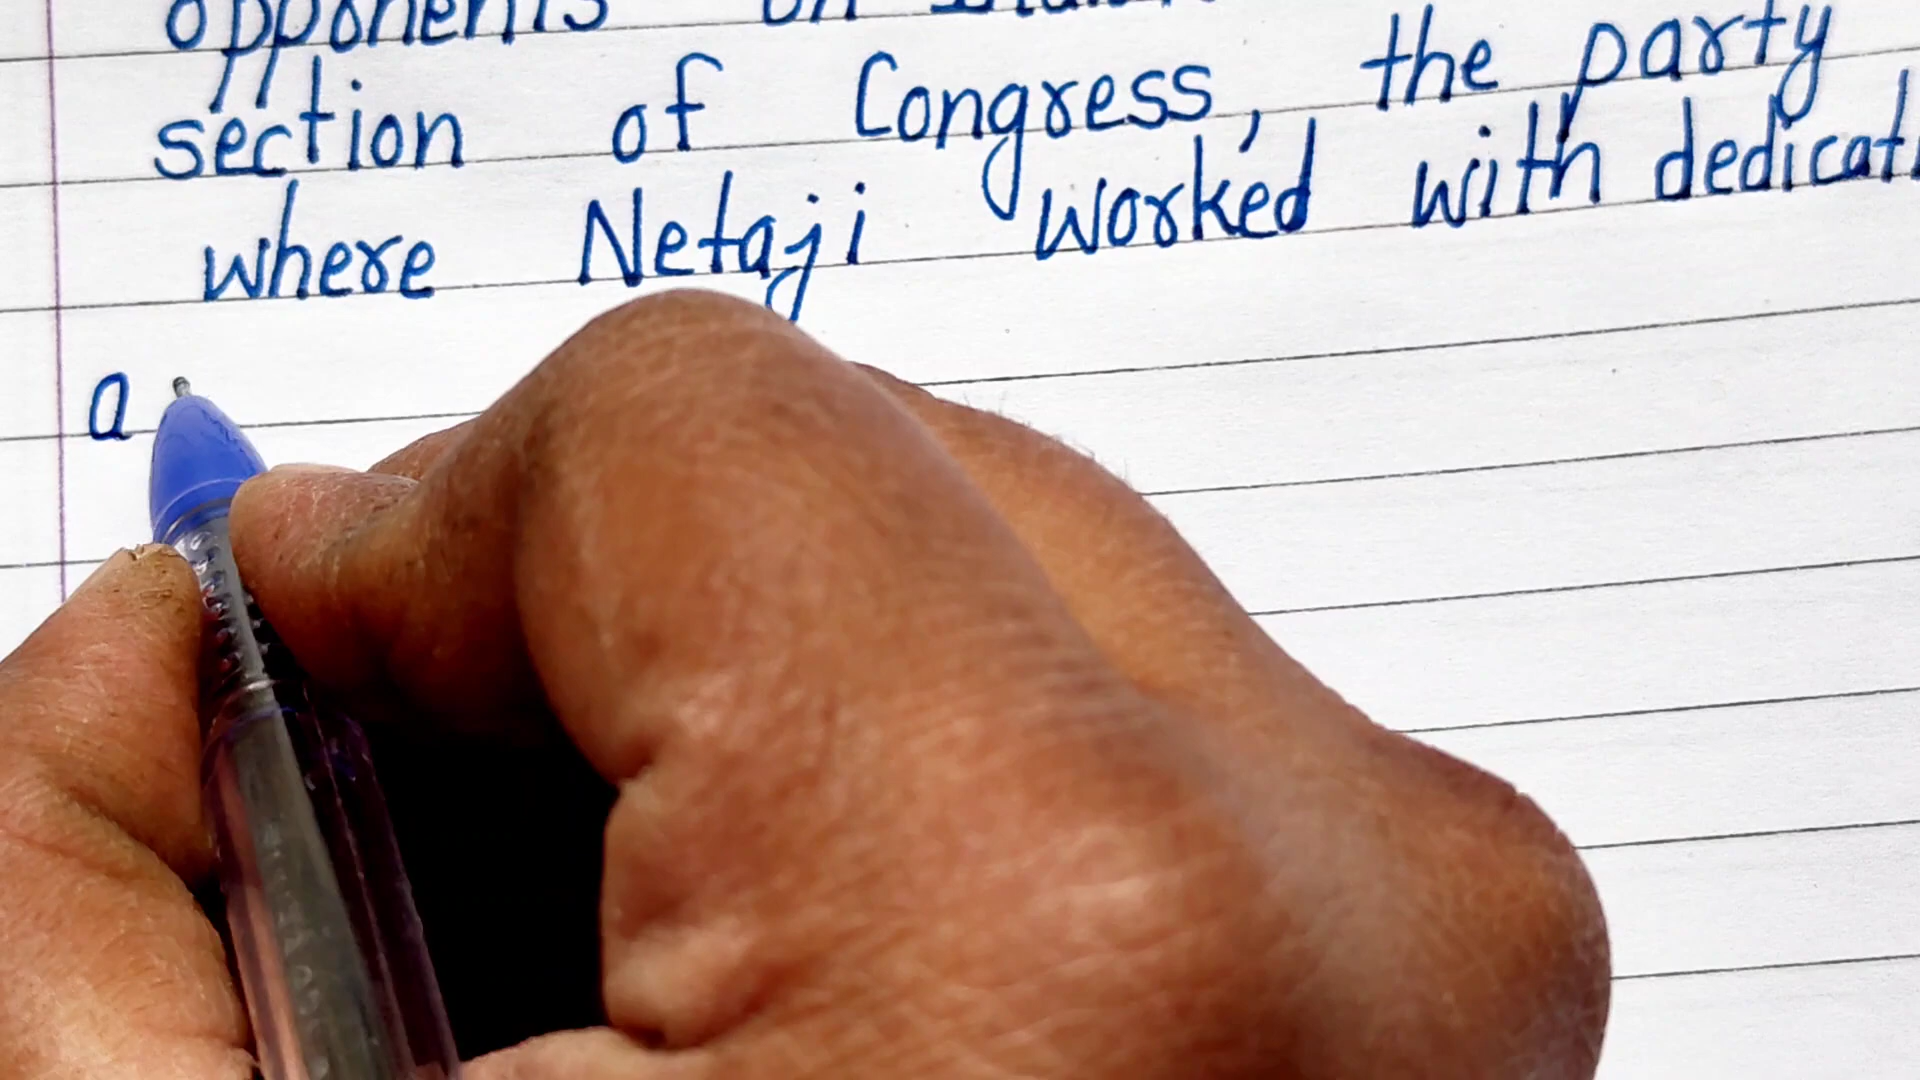 opponents
section of Congress, the party
where Netaji worked with
a